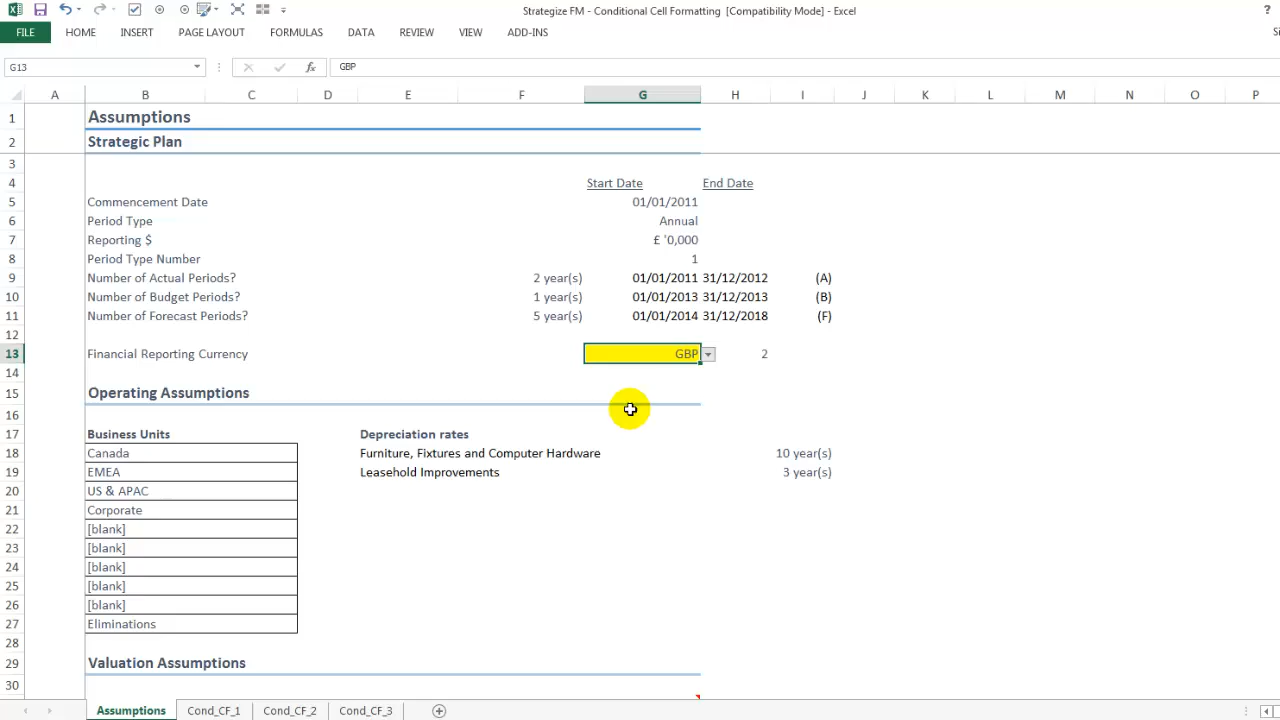 Strategize FM - Conditional Cell Formatting [Compatibility Mode] - Excel
?
FILE HOME INSERT PAGE LAYOUT FORMULAS DATA REVIEW VIEW ADD-INS
G13 fx GBP
A B C D E F G H I J K L M N O P
1 Assumptions
2 Strategic Plan
3
4 Start Date End Date
5 Commencement Date 01/01/2011
6 Period Type Annual
7 Reporting $ £ '0,000
8 Period Type Number 1
9 Number of Actual Periods? 2 year(s) 01/01/2011 31/12/2012 (A)
10 Number of Budget Periods? 1 year(s) 01/01/2013 31/12/2013 (B)
11 Number of Forecast Periods? 5 year(s) 01/01/2014 31/12/2018 (F)
12
13 Financial Reporting Currency GBP 2
14
15 Operating Assumptions
16
17 Business Units Depreciation rates
18 Canada Furniture, Fixtures and Computer Hardware 10 year(s)
19 EMEA Leasehold Improvements 3 year(s)
20 US & APAC
21 Corporate
22 [blank]
23 [blank]
24 [blank]
25 [blank]
26 [blank]
27 Eliminations
28
29 Valuation Assumptions
30
Assumptions Cond_CF_1 Cond_CF_2 Cond_CF_3